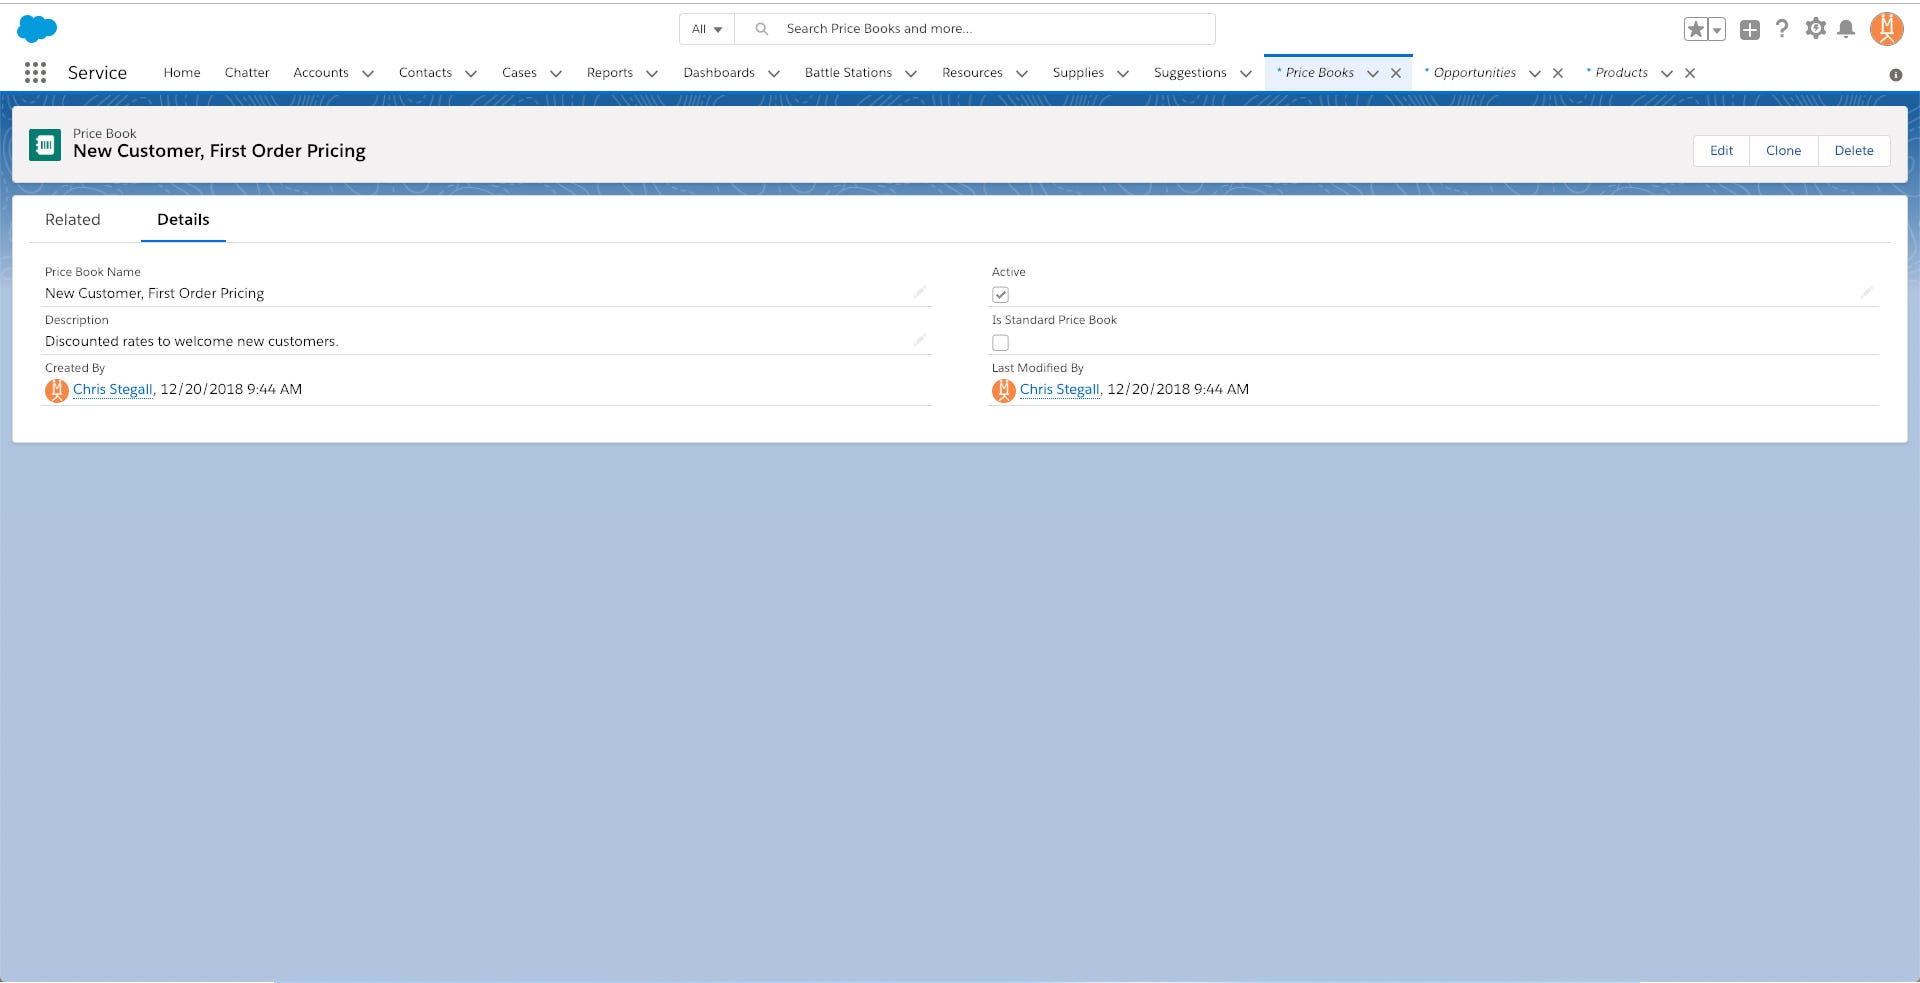 All
Search Price Books and more...
Service
Home
Chatter
Accounts
Contacts
Cases
Reports
Dashboards
Battle Stations
Resources
Supplies
Suggestions
* Price Books
* Opportunities
* Products
Price Book
New Customer, First Order Pricing
Edit
Clone
Delete
Related
Details
Price Book Name
New Customer, First Order Pricing
Active
Description
Discounted rates to welcome new customers.
Is Standard Price Book
Created By
Chris Stegall, 12/20/2018 9:44 AM
Last Modified By
Chris Stegall, 12/20/2018 9:44 AM